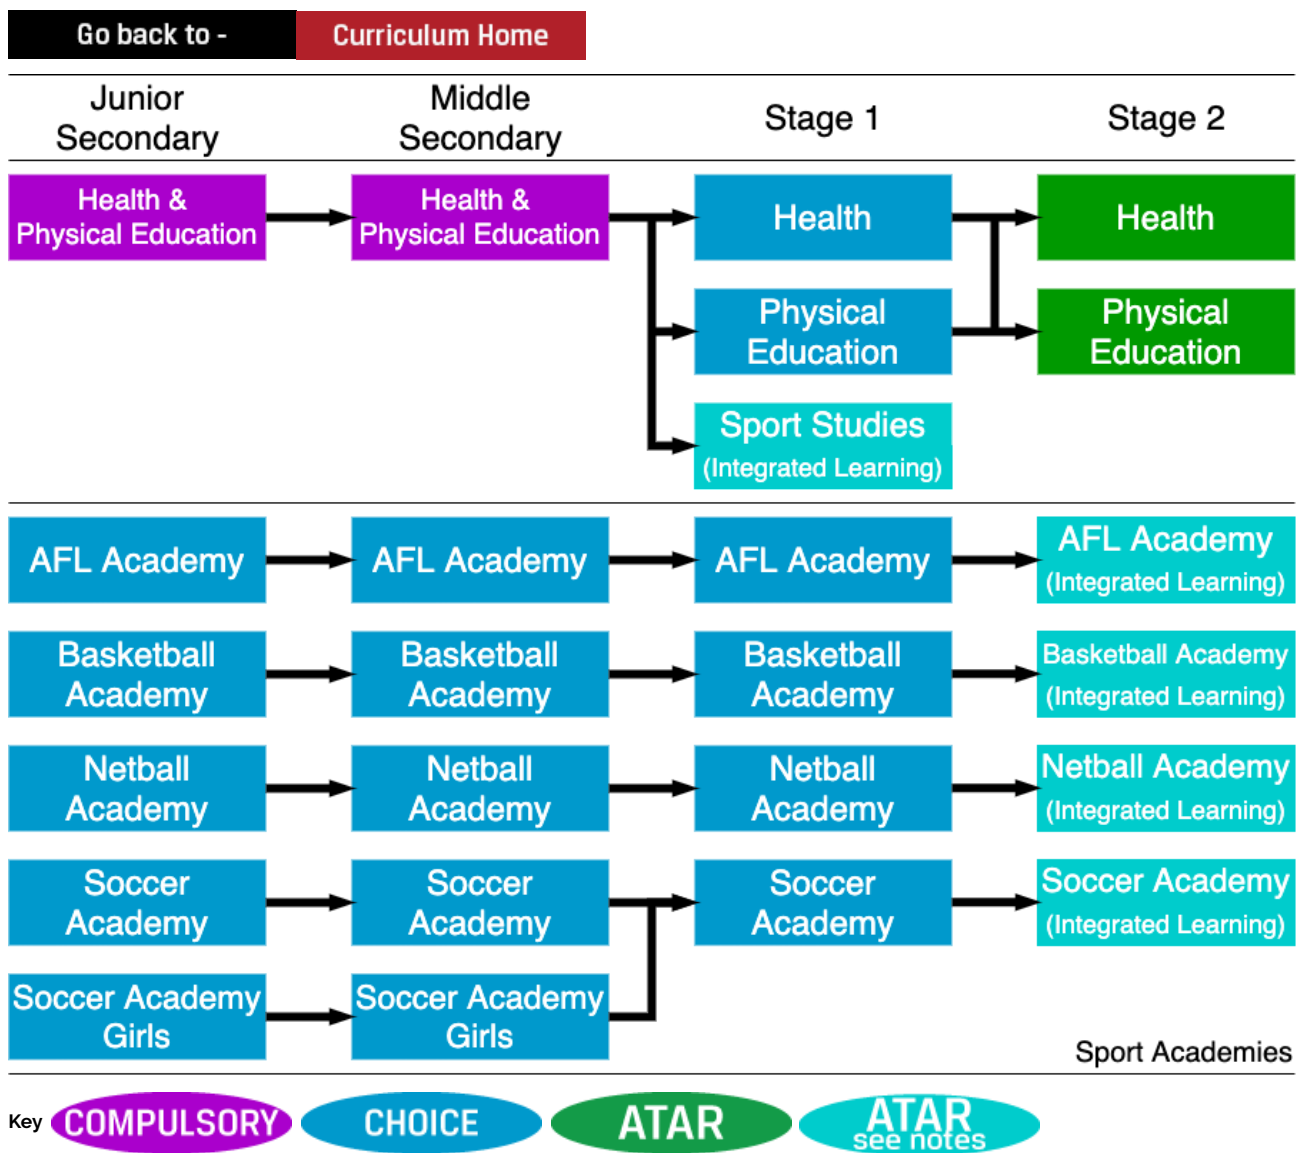 Go back to - Curriculum Home
Junior
Secondary
Middle
Secondary
Stage 1
Stage 2
Health &
Physical Education
Health &
Physical Education
Health
Health
Physical
Education
Physical
Education
Sport Studies
(Integrated Learning)
AFL Academy
AFL Academy
AFL Academy
AFL Academy
(Integrated Learning)
Basketball
Academy
Basketball
Academy
Basketball
Academy
Basketball Academy
(Integrated Learning)
Netball
Academy
Netball
Academy
Netball
Academy
Netball Academy
(Integrated Learning)
Soccer
Academy
Soccer
Academy
Soccer
Academy
Soccer Academy
(Integrated Learning)
Soccer Academy
Girls
Soccer Academy
Girls
Sport Academies
Key
COMPULSORY
CHOICE
ATAR
ATAR
see notes